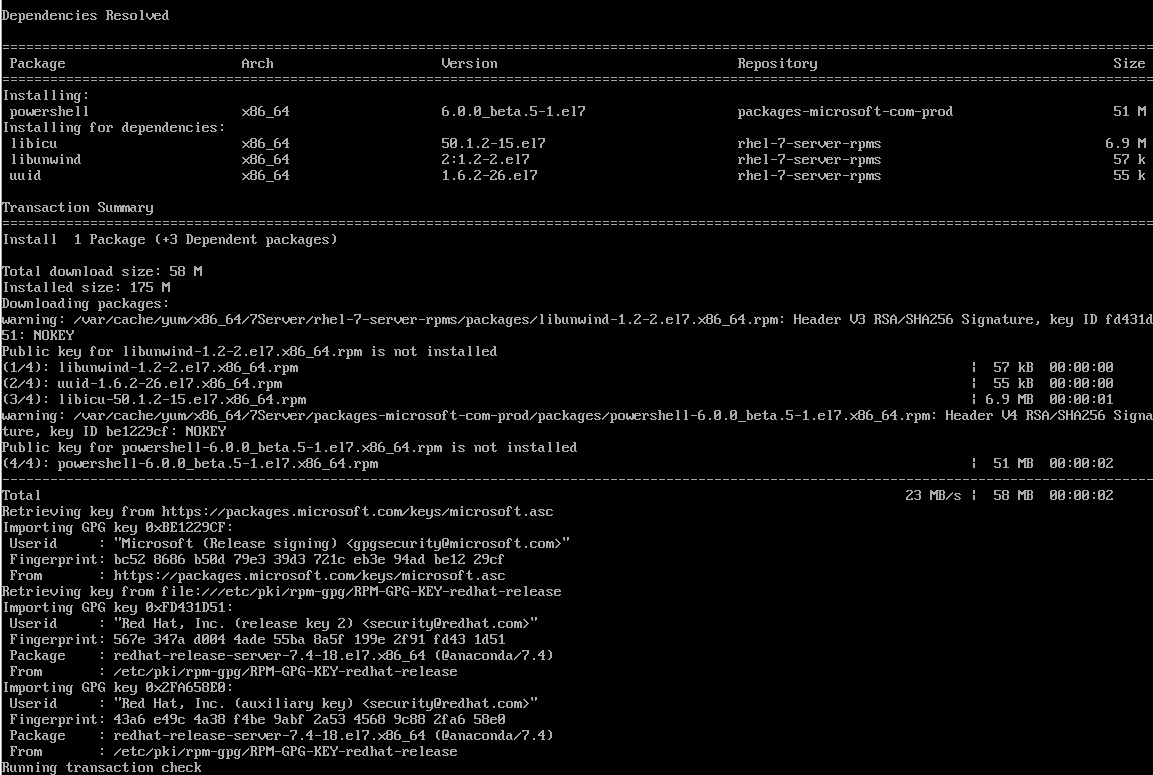 Dependencies Resolved
================================================================================================================================================
 Package                      Arch                     Version                              Repository                                     Size
================================================================================================================================================
Installing:
 powershell                   x86_64                   6.0.0_beta.5-1.el7                   packages-microsoft-com-prod                    51 M
Installing for dependencies:
 libicu                       x86_64                   50.1.2-15.el7                        rhel-7-server-rpms                            6.9 M
 libunwind                    x86_64                   2:1.2-2.el7                          rhel-7-server-rpms                             57 k
 uuid                         x86_64                   1.6.2-26.el7                         rhel-7-server-rpms                             55 k
Transaction Summary
================================================================================================================================================
Install  1 Package (+3 Dependent packages)
Total download size: 58 M
Installed size: 175 M
Downloading packages:
warning: /var/cache/yum/x86_64/7Server/rhel-7-server-rpms/packages/libunwind-1.2-2.el7.x86_64.rpm: Header V3 RSA/SHA256 Signature, key ID fd431d
51: NOKEY
Public key for libunwind-1.2-2.el7.x86_64.rpm is not installed
(1/4): libunwind-1.2-2.el7.x86_64.rpm                                                                                    |  57 kB  00:00:00
(2/4): uuid-1.6.2-26.el7.x86_64.rpm                                                                                      |  55 kB  00:00:00
(3/4): libicu-50.1.2-15.el7.x86_64.rpm                                                                                   | 6.9 MB  00:00:01
warning: /var/cache/yum/x86_64/7Server/packages-microsoft-com-prod/packages/powershell-6.0.0_beta.5-1.el7.x86_64.rpm: Header V4 RSA/SHA256 Signa
ture, key ID be1229cf: NOKEY
Public key for powershell-6.0.0_beta.5-1.el7.x86_64.rpm is not installed
(4/4): powershell-6.0.0_beta.5-1.el7.x86_64.rpm                                                                          |  51 MB  00:00:02
------------------------------------------------------------------------------------------------------------------------------------------------
Total                                                                                                            23 MB/s |  58 MB  00:00:02
Retrieving key from https://packages.microsoft.com/keys/microsoft.asc
Importing GPG key 0xBE1229CF:
 Userid     : "Microsoft (Release signing) <gpgsecurity@microsoft.com>"
 Fingerprint: bc52 8686 b50d 79e3 39d3 721c eb3e 94ad be12 29cf
 From       : https://packages.microsoft.com/keys/microsoft.asc
Retrieving key from file:///etc/pki/rpm-gpg/RPM-GPG-KEY-redhat-release
Importing GPG key 0xFD431D51:
 Userid     : "Red Hat, Inc. (release key 2) <security@redhat.com>"
 Fingerprint: 567e 347a d004 4ade 55ba 8a5f 199e 2f91 fd43 1d51
 Package    : redhat-release-server-7.4-18.el7.x86_64 (@anaconda/7.4)
 From       : /etc/pki/rpm-gpg/RPM-GPG-KEY-redhat-release
Importing GPG key 0x2FA658E0:
 Userid     : "Red Hat, Inc. (auxiliary key) <security@redhat.com>"
 Fingerprint: 43a6 e49c 4a38 f4be 9abf 2a53 4568 9c88 2fa6 58e0
 Package    : redhat-release-server-7.4-18.el7.x86_64 (@anaconda/7.4)
 From       : /etc/pki/rpm-gpg/RPM-GPG-KEY-redhat-release
Running transaction check